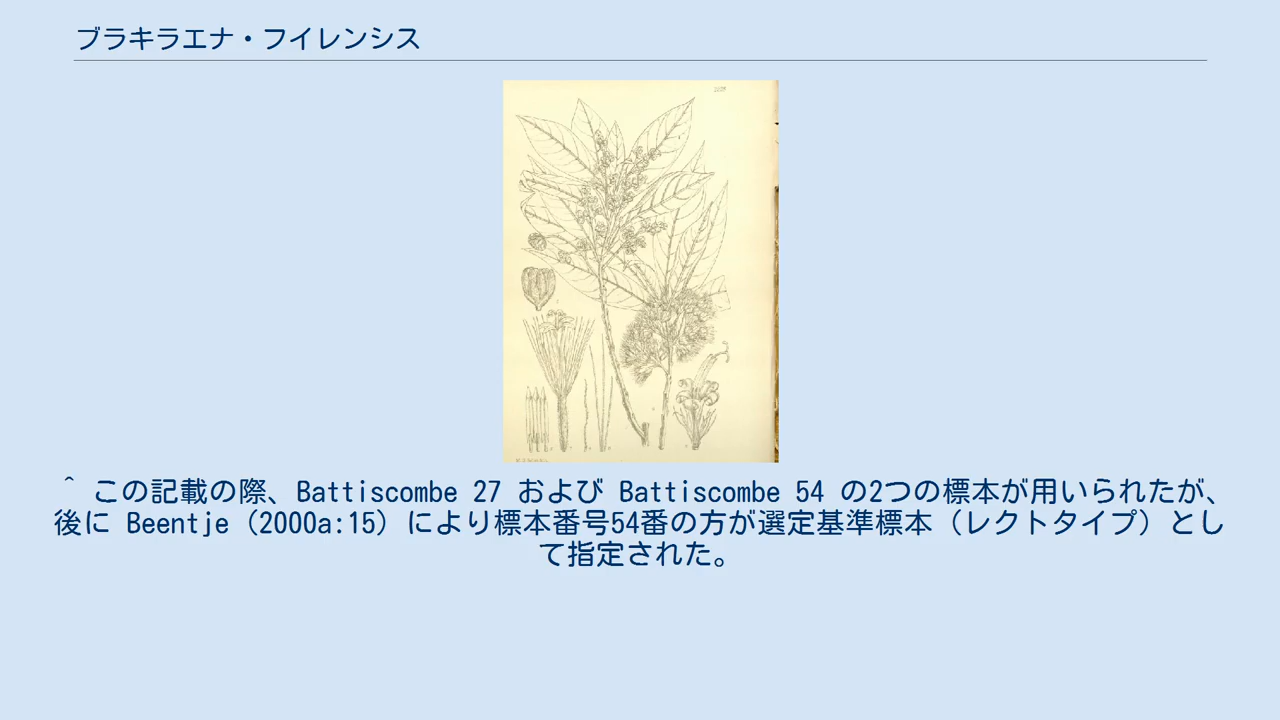 ブラキラエナ・フイレンシス
^ この記載の際、Battiscombe 27 および Battiscombe 54 の2つの標本が用いられたが、
後に Beentje (2000a:15) により標本番号54番の方が選定基準標本（レクトタイプ）とし
て指定された。